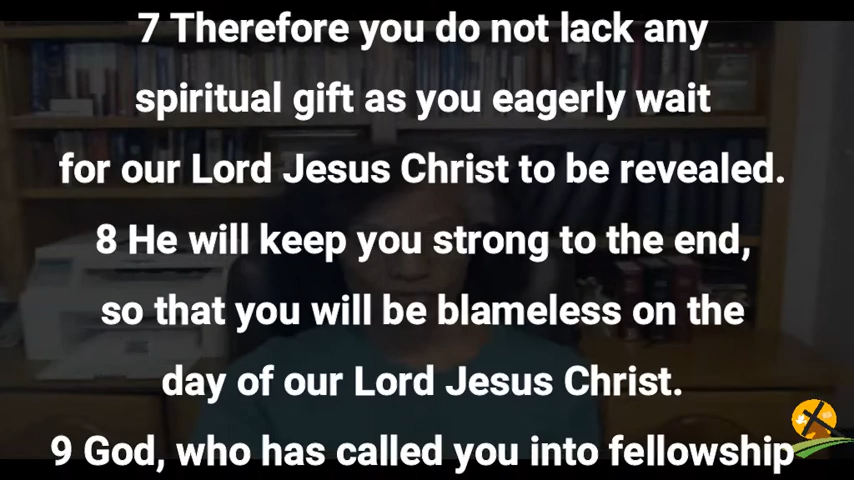 7 Therefore you do not lack any
spiritual gift as you eagerly wait
for our Lord Jesus Christ to be revealed.
8 He will keep you strong to the end,
so that you will be blameless on the
day of our Lord Jesus Christ.
9 God, who has called you into fellowship